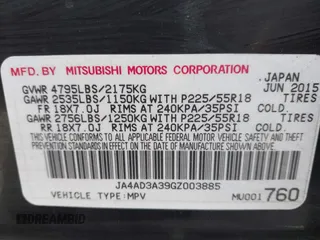 MFD. BY MITSUBISHI MOTORS CORPORATION
JAPAN
GVWR 4795LBS/2175KG JUN 2015
GAWR 2535LBS/1150KG WITH P225/55R18 TIRES
FR 18X7.0J RIMS AT 240KPA/35PSI COLD
GAWR 2756LBS/1250KG WITH P225/55R18 TIRES
RR 18X7.0J RIMS AT 240KPA/35PSI COLD
THIS VEHICLE CONFORMS TO ALL APPLICABLE FEDERAL
MOTOR VEHICLE SAFETY AND THEFT PREVENTION
STANDARDS IN EFFECT ON THE DATE OF
MANUFACTURE SHOWN ABOVE.
JA4AD3A39GZ003885
VEHICLE TYPE:MPV MU001760
DREAMBID